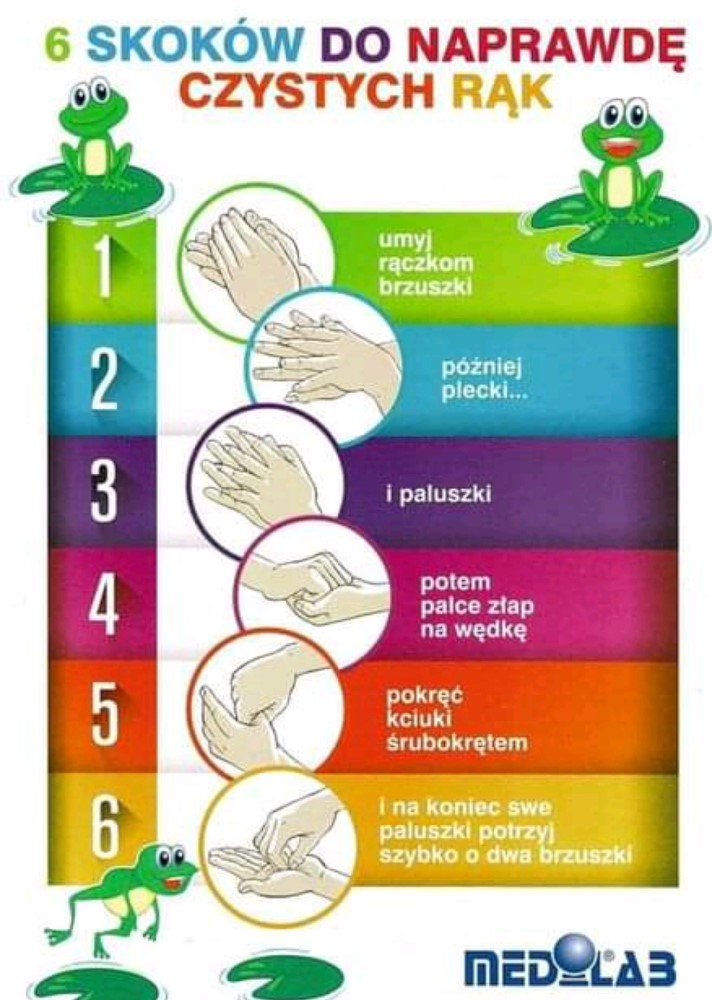 6 SKOKÓW DO NAPRAWDĘ
CZYSTYCH RĄK
1
umyj
rączkom
brzuszki
2
później
plecki...
3
i paluszki
4
potem
palce złap
na wędkę
5
pokręć
kciuki
śrubokrętem
6
i na koniec swe
paluszki potrzyj
szybko o dwa brzuszki
MEDILAB®